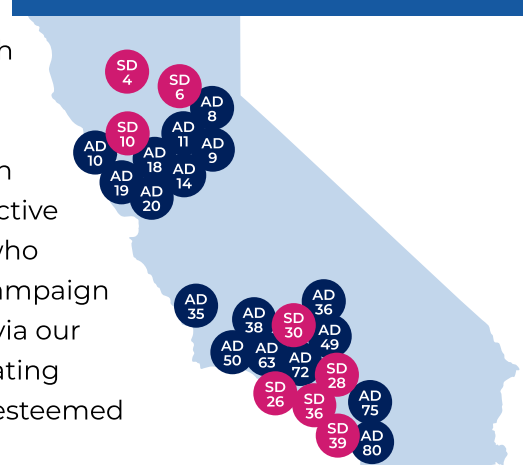 n
n
ctive
who
ampaign
via our
ating
esteemed
SD
4
SD
6
AD
8
SD
10
AD
11
AD
10
AD
18
AD
9
AD
19
AD
14
AD
20
AD
35
AD
36
AD
38
SD
30
AD
49
AD
50
AD
63
AD
72
SD
28
SD
26
SD
36
AD
75
SD
39
AD
80